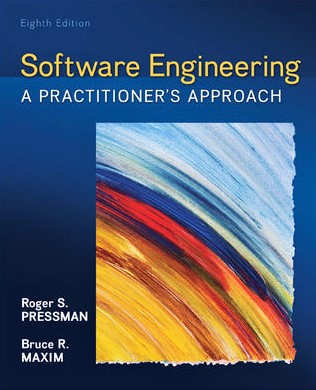 Eighth Edition
Software Engineering
A PRACTITIONER'S APPROACH
Roger S.
PRESSMAN
Bruce R.
MAXIM